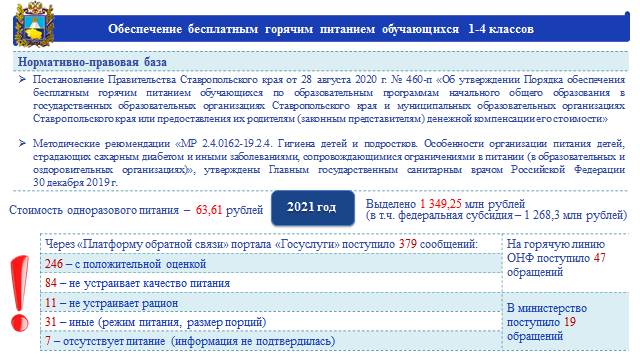 Обеспечение бесплатным горячим питанием обучающихся 1-4 классов
Нормативно-правовая база
➢ Постановление Правительства Ставропольского края от 28 августа 2020 г. № 460-п «Об утверждении Порядка обеспечения
бесплатным горячим питанием обучающихся по образовательным программам начального общего образования в
государственных образовательных организациях Ставропольского края и муниципальных образовательных организациях
Ставропольского края или предоставления их родителям (законным представителям) денежной компенсации его стоимости»
➢ Методические рекомендации «МР 2.4.0162-19.2.4. Гигиена детей и подростков. Особенности организации питания детей,
страдающих сахарным диабетом и иными заболеваниями, сопровождающимися ограничениями в питании (в образовательных и
оздоровительных организациях)», утверждены Главным государственным санитарным врачом Российской Федерации
30 декабря 2019 г.
Стоимость одноразового питания – 63,61 рублей
2021 год
Выделено 1 349,25 млн рублей
(в т.ч. федеральная субсидия – 1 268,3 млн рублей)
Через «Платформу обратной связи» портала «Госуслуги» поступило 379 сообщений:
246 – с положительной оценкой
84 – не устраивает качество питания
11 – не устраивает рацион
31 – иные (режим питания, размер порций)
7 – отсутствует питание (информация не подтвердилась)
На горячую линию
ОНФ поступило 47
обращений
В министерство
поступило 19
обращений